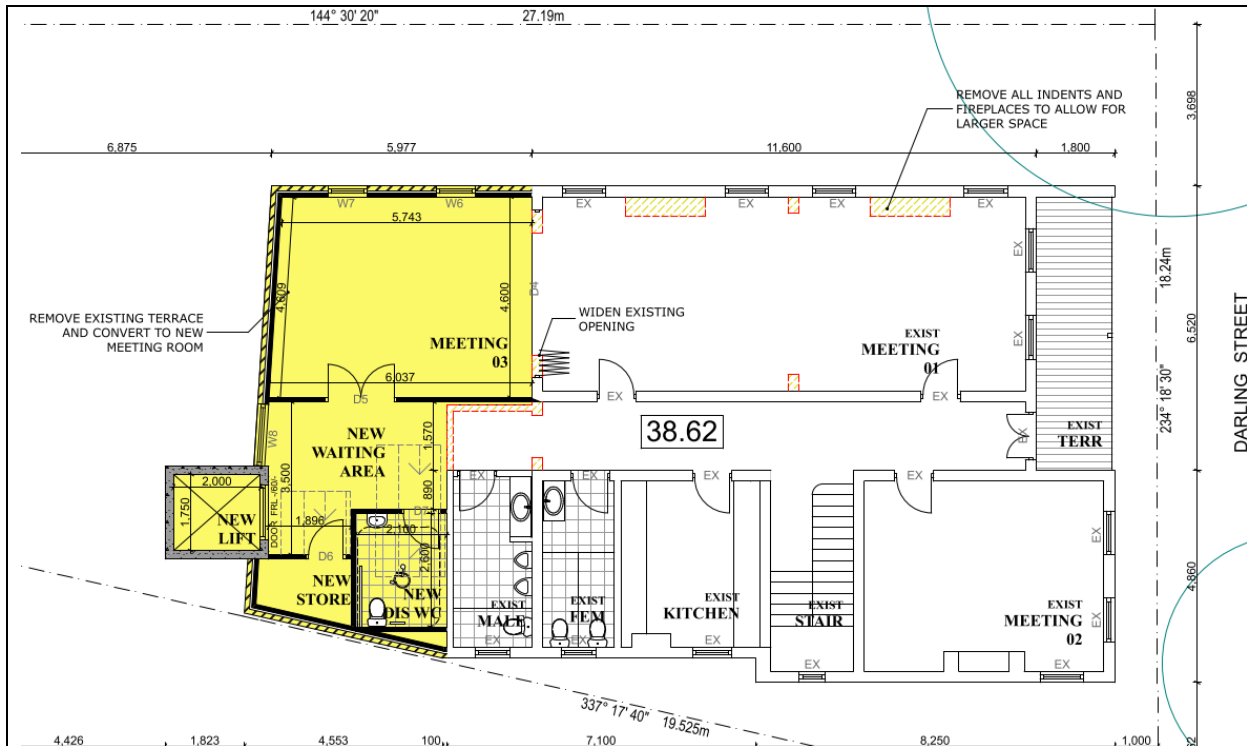 144° 30' 20"
27.19m
REMOVE ALL INDENTS AND
FIREPLACES TO ALLOW FOR
LARGER SPACE
3,698
6,875
5,977
11,600
1,800
W7
W6
EX
EX
EX
EX
5,743
4,609
4,600
D4
EX
EX
18.24m
234° 18' 30"
6,520
DARLING STREET
REMOVE EXISTING TERRACE
AND CONVERT TO NEW
MEETING ROOM
WIDEN EXISTING
OPENING
MEETING
03
EXIST
MEETING
01
6,037
D5
EX
EX
W8
NEW
WAITING
AREA
1,570
38.62
EX
EXIST
TERR
3,500
890
EX
EX
EX
EX
2,000
1,750
NEW
LIFT
DOOR FRL -/60/-
1,896
D7
2,100
2,600
D6
NEW
STORE
NEW
DIS WC
EXIST
MALE
EXIST
FEM
EXIST
KITCHEN
EXIST
STAIR
EXIST
MEETING
02
EX
EX
4,860
EX
EX
EX
EX
EX
337° 17' 40"
19.525m
4,426
1,823
4,553
100
7,100
8,250
1,000